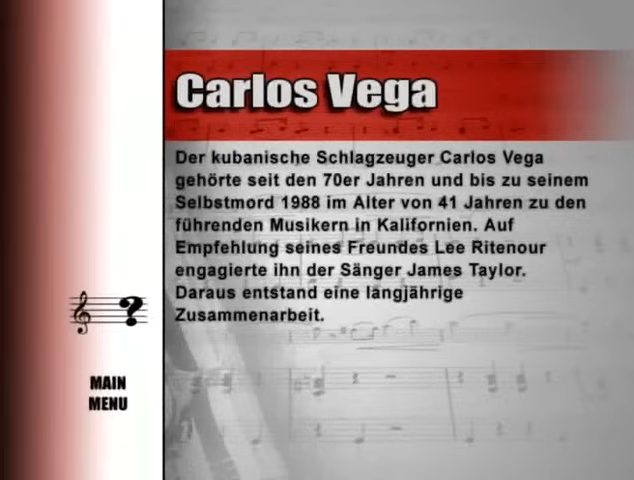 Carlos Vega
Der kubanische Schlagzeuger Carlos Vega
gehörte seit den 70er Jahren und bis zu seinem
Selbstmord 1988 im Alter von 41 Jahren zu den
führenden Musikern in Kalifornien. Auf
Empfehlung seines Freundes Lee Ritenour
engagierte ihn der Sänger James Taylor.
Daraus entstand eine langjährige
Zusammenarbeit.
?
MAIN
MENU